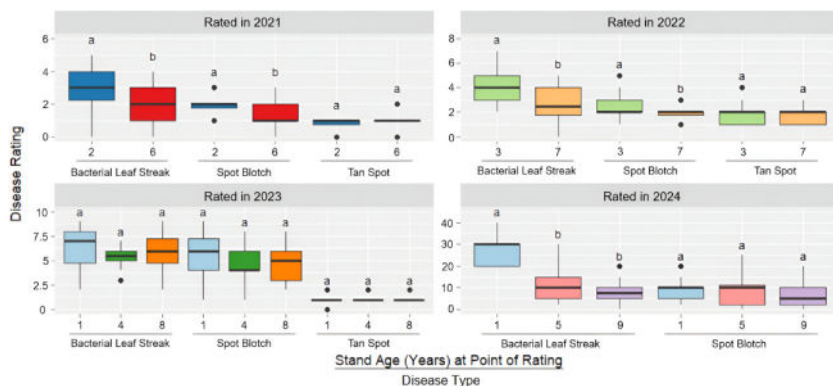 Rated in 2021
Rated in 2022
Disease Rating
6
4
2
0
a
b
a
b
a
a
2
6
2
6
2
6
Bacterial Leaf Streak
Spot Blotch
Tan Spot
8
6
4
2
0
a
b
a
b
a
a
3
7
3
7
3
7
Bacterial Leaf Streak
Spot Blotch
Tan Spot
Rated in 2023
Rated in 2024
10
7.5
5
2.5
0
a
a
a
a
a
a
a
a
a
1
4
8
1
4
8
1
4
8
Bacterial Leaf Streak
Spot Blotch
Tan Spot
40
30
20
10
0
a
b
b
a
a
a
1
5
9
1
5
9
Bacterial Leaf Streak
Spot Blotch
Stand Age (Years) at Point of Rating
Disease Type